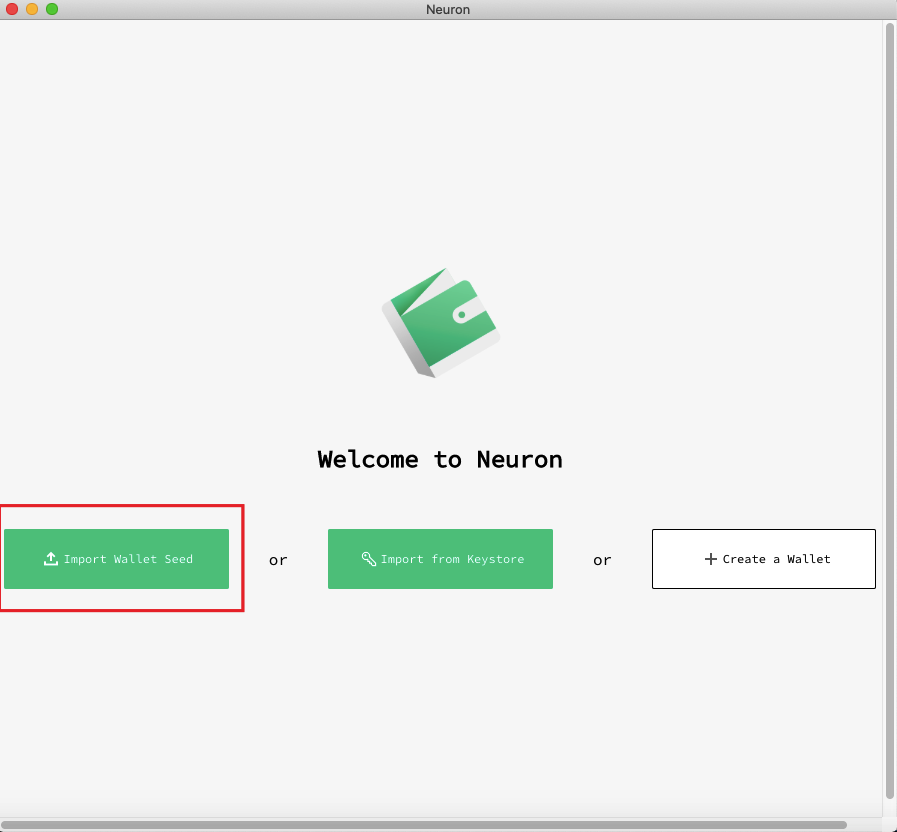 Neuron
Welcome to Neuron
Import Wallet Seed or Import from Keystore or Create a Wallet